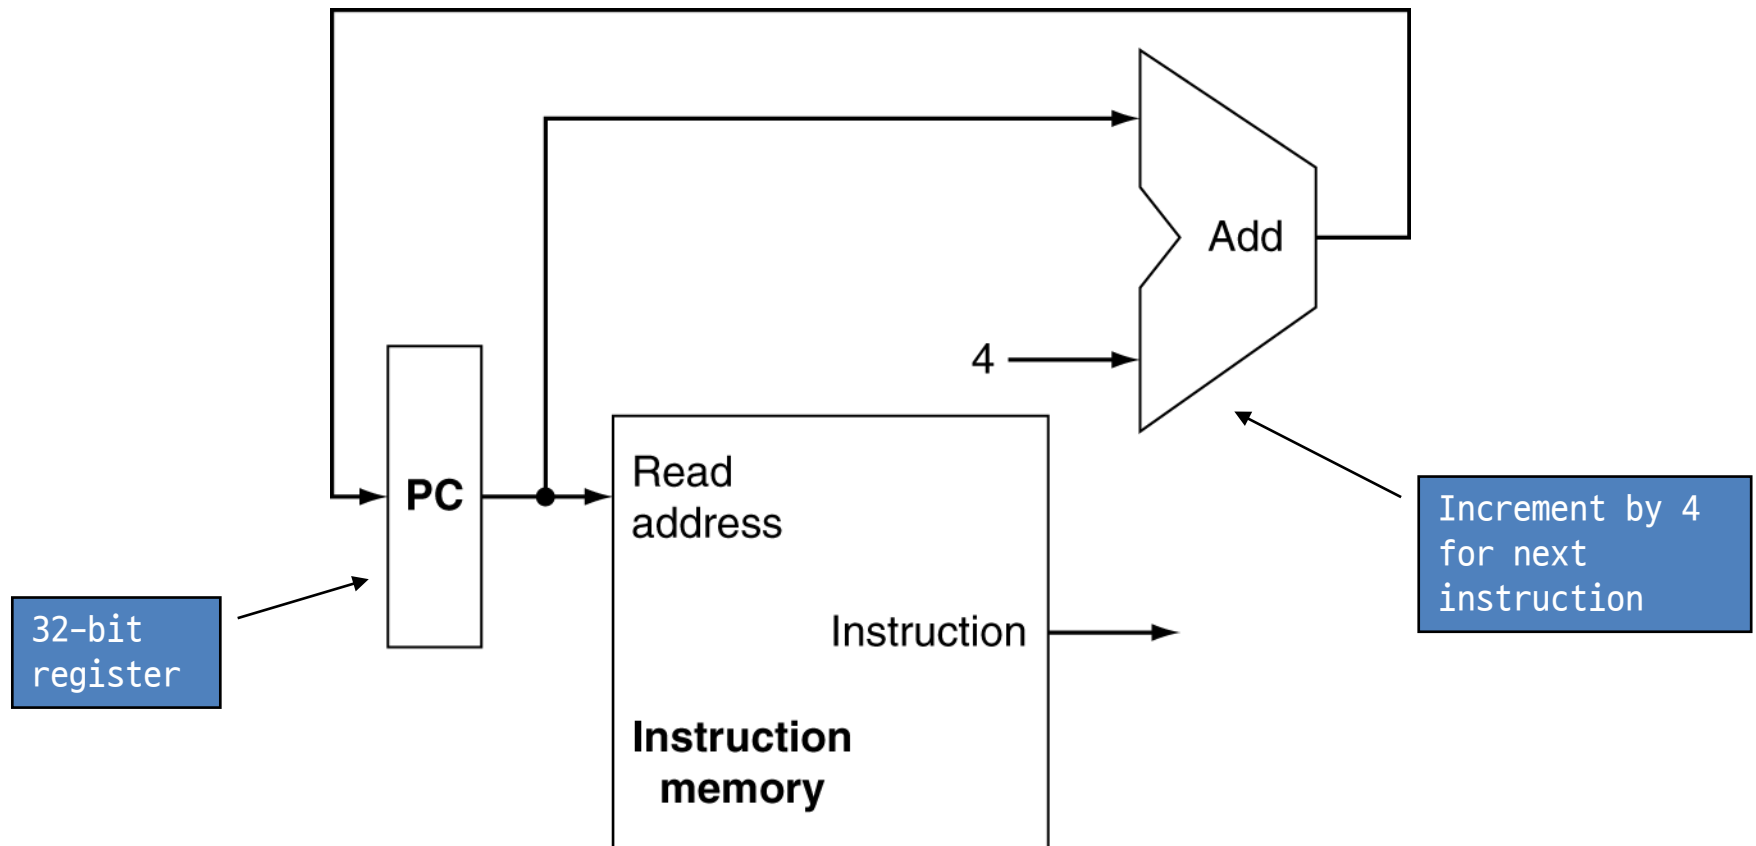 Add
4
PC
Read
address
Increment by 4
for next
instruction
32-bit
register
Instruction
Instruction
memory